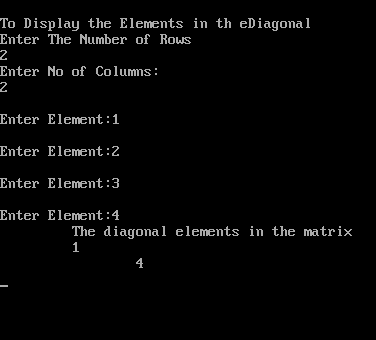 To Display the Elements in th eDiagonal
Enter The Number of Rows
2
Enter No of Columns:
2
Enter Element:1
Enter Element:2
Enter Element:3
Enter Element:4
The diagonal elements in the matrix
1
4